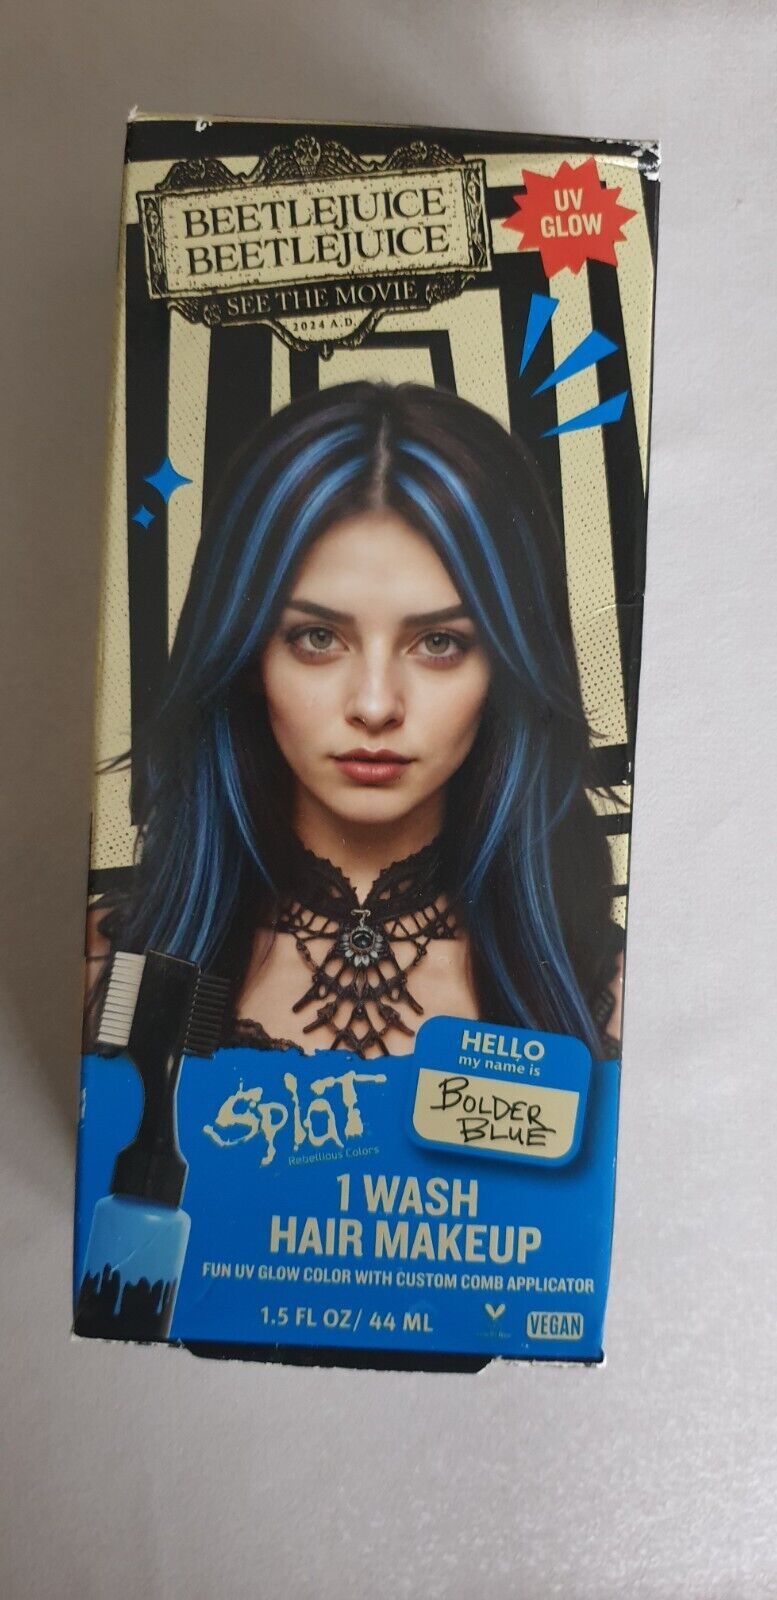 BEETLEJUICE
BEETLEJUICE
SEE THE MOVIE
2024 A.D.
UV
GLOW
HELLO
my name is
BOLDER
BLUE
Splat
Rebellious Colors
1 WASH
HAIR MAKEUP
FUN UV GLOW COLOR WITH CUSTOM COMB APPLICATOR
1.5 FL OZ/ 44 ML
VEGAN